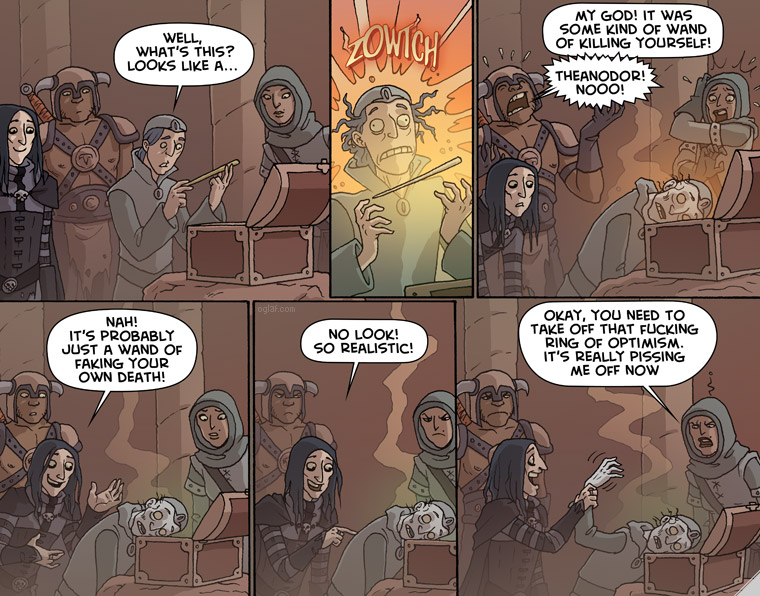 WELL,
WHAT'S THIS?
LOOKS LIKE A...
ZOWTCH
MY GOD! IT WAS
SOME KIND OF WAND
OF KILLING YOURSELF!
THEANODOR!
NOOO!
NAH!
IT'S PROBABLY
JUST A WAND OF
FAKING YOUR
OWN DEATH!
oglaf.com
NO LOOK!
SO REALISTIC!
OKAY, YOU NEED TO
TAKE OFF THAT FUCKING
RING OF OPTIMISM.
IT'S REALLY PISSING
ME OFF NOW